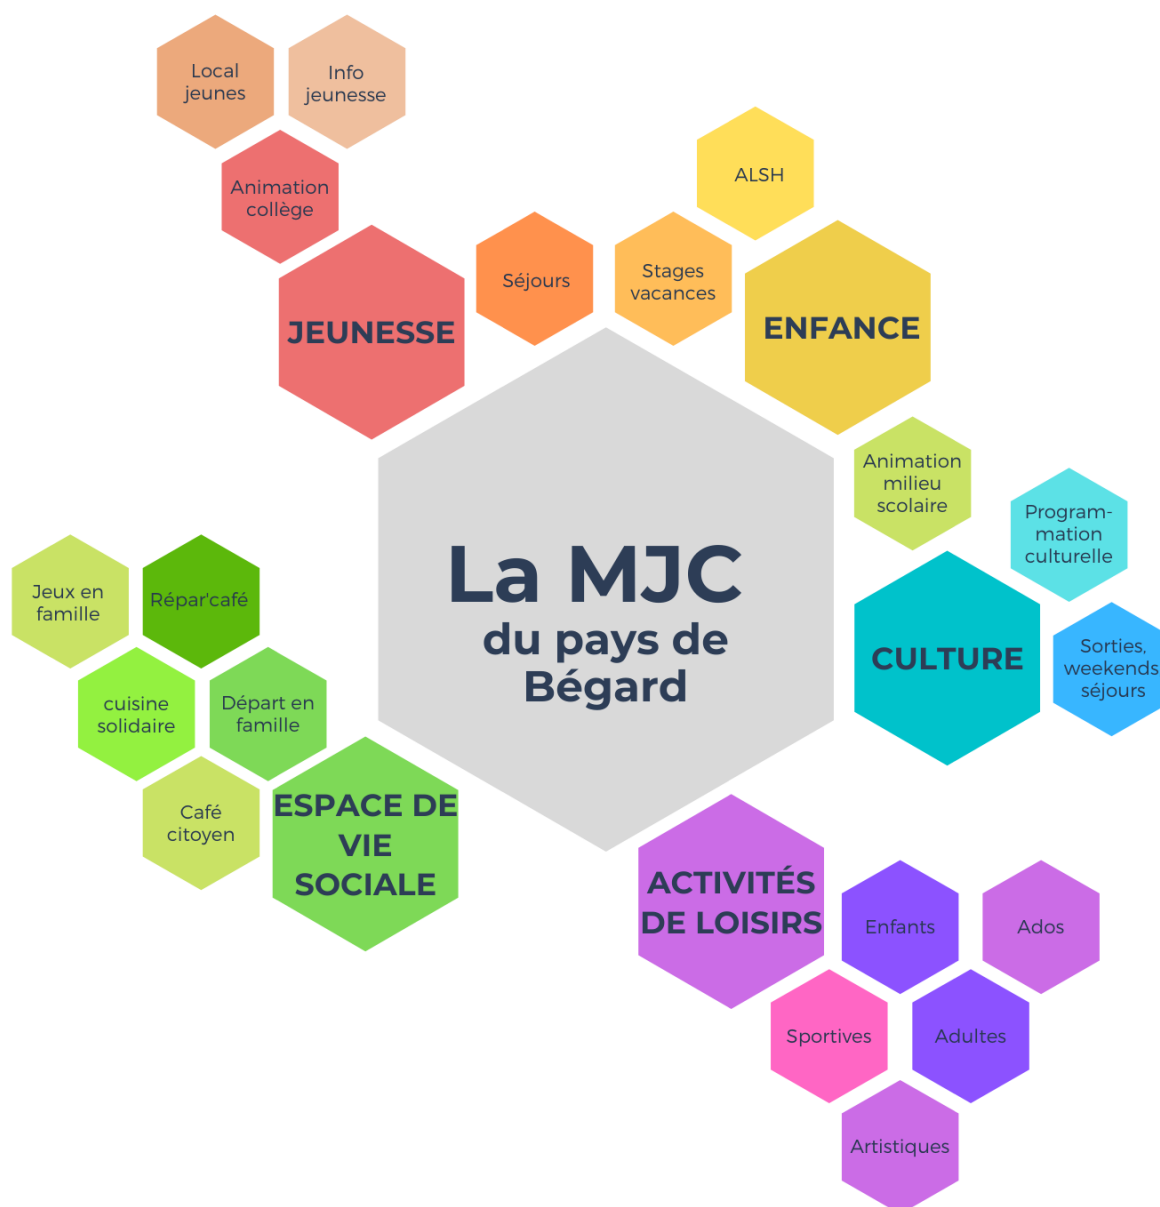 Local
jeunes
Info
jeunesse
Animation
collège
JEUNESSE
Séjours
Stages
vacances
ALSH
ENFANCE
Animation
milieu
scolaire
Program-
mation
culturelle
CULTURE
Sorties,
weekends
séjours
La MJC
du pays de
Bégard
Jeux en
famille
Répar'café
cuisine
solidaire
Départ en
famille
Café
citoyen
ESPACE DE
VIE
SOCIALE
ACTIVITÉS
DE LOISIRS
Enfants
Ados
Sportives
Adultes
Artistiques